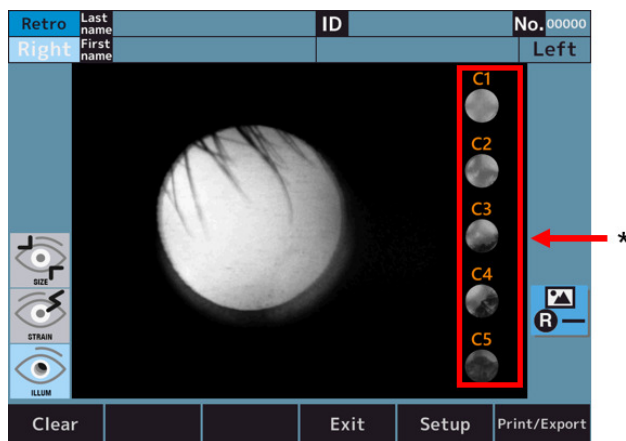 Retro Last name ID No. 00000
Right First name Left
C1
C2
C3
*
C4
C5
SIZE
STRAIN
ILLUM
R
Clear Exit Setup Print/Export